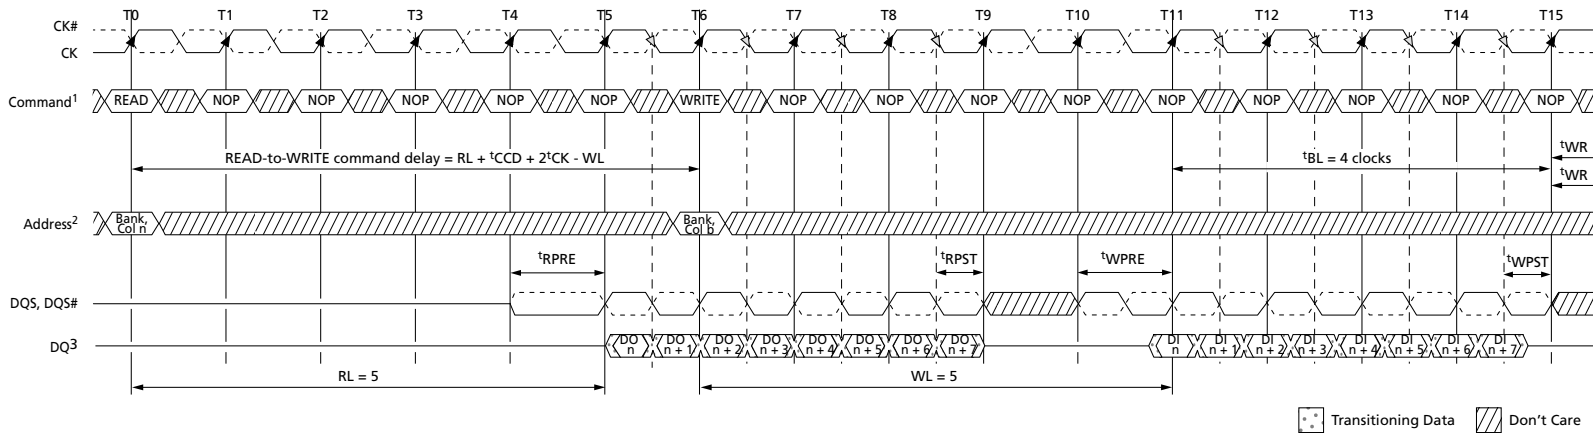 T0 T1 T2 T3 T4 T5 T6 T7 T8 T9 T10 T11 T12 T13 T14 T15
CK#
CK
Command1 READ NOP NOP NOP NOP NOP WRITE NOP NOP NOP NOP NOP NOP NOP NOP NOP
READ-to-WRITE command delay = RL + tCCD + 2tCK - WL
tBL = 4 clocks
tWR
tWR
Address2
Bank,
Col n
Bank,
Col b
tRPRE tRPST tWPRE tWPST
DQS, DQS#
DQ3
DO
n
DO
n + 1
DO
n + 2
DO
n + 3
DO
n + 4
DO
n + 5
DO
n + 6
DO
n + 7
DI
n
DI
n + 1
DI
n + 2
DI
n + 3
DI
n + 4
DI
n + 5
DI
n + 6
DI
n + 7
RL = 5
WL = 5
Transitioning Data
Don't Care